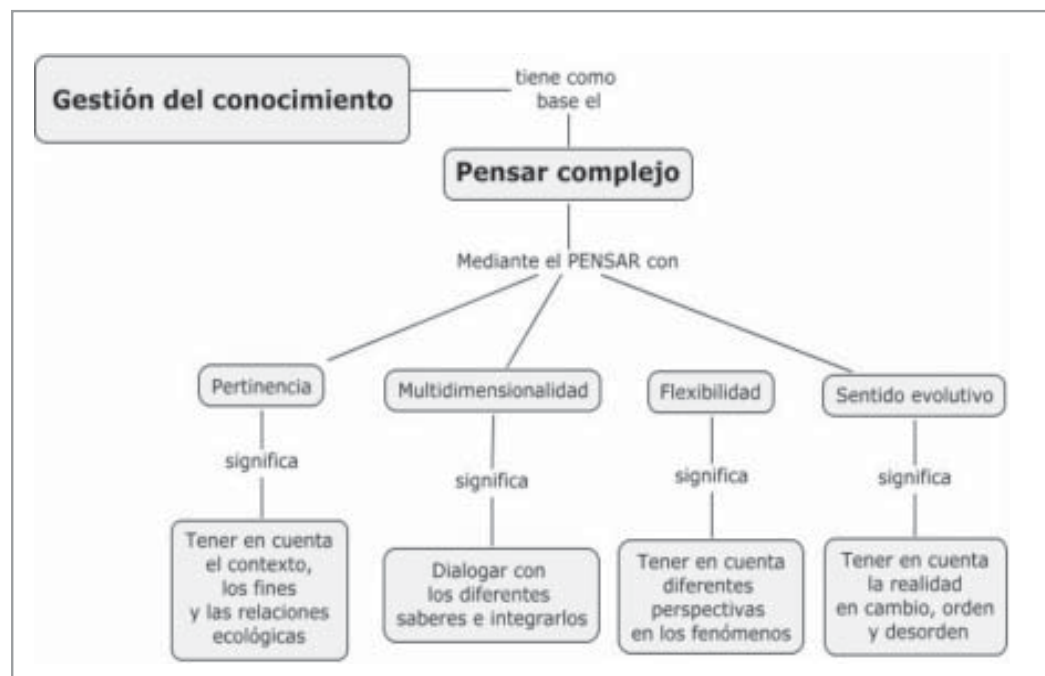 Gestión del conocimiento
tiene como
base el
Pensar complejo
Mediante el PENSAR con
Pertinencia
significa
Tener en cuenta
el contexto,
los fines
y las relaciones
ecológicas
Multidimensionalidad
significa
Dialogar con
los diferentes
saberes e integrarlos
Flexibilidad
significa
Tener en cuenta
diferentes
perspectivas
en los fenómenos
Sentido evolutivo
significa
Tener en cuenta
la realidad
en cambio, orden
y desorden